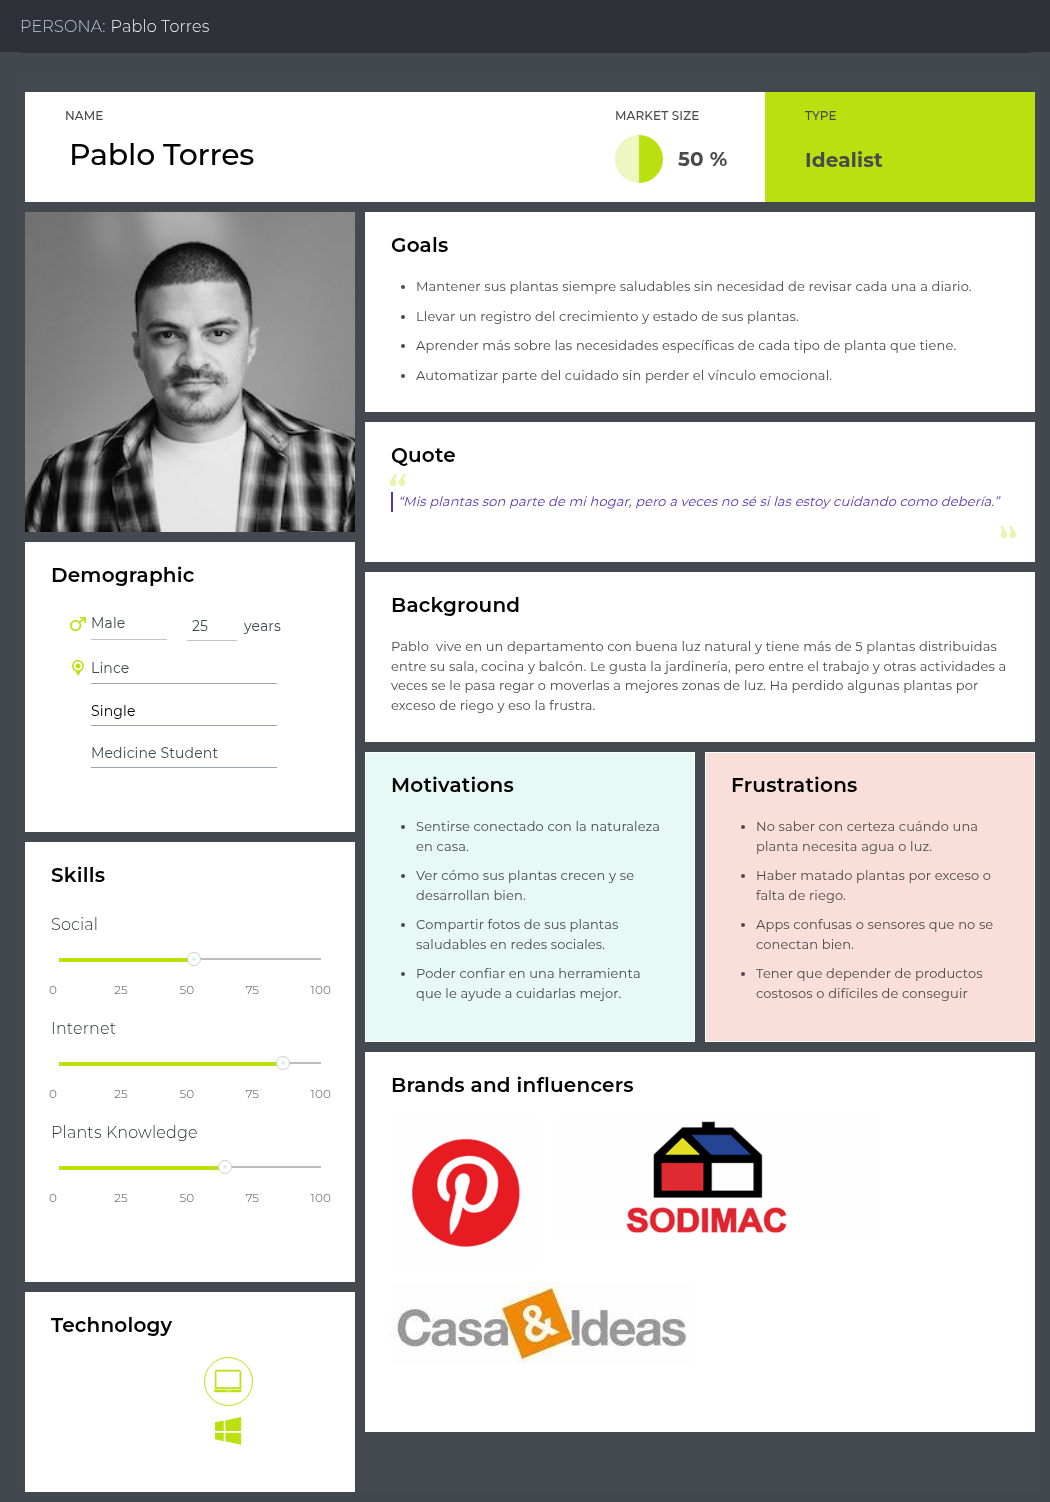 PERSONA: Pablo Torres
NAME
Pablo Torres
MARKET SIZE
50 %
TYPE
Idealist
Goals
• Mantener sus plantas siempre saludables sin necesidad de revisar cada una a diario.
• Llevar un registro del crecimiento y estado de sus plantas.
• Aprender más sobre las necesidades específicas de cada tipo de planta que tiene.
• Automatizar parte del cuidado sin perder el vínculo emocional.
Quote
“Mis plantas son parte de mi hogar, pero a veces no sé si las estoy cuidando como debería.”
Demographic
Male
25 years
Lince
Single
Medicine Student
Background
Pablo  vive en un departamento con buena luz natural y tiene más de 5 plantas distribuidas
entre su sala, cocina y balcón. Le gusta la jardinería, pero entre el trabajo y otras actividades a
veces se le pasa regar o moverlas a mejores zonas de luz. Ha perdido algunas plantas por
exceso de riego y eso la frustra.
Motivations
• Sentirse conectado con la naturaleza
en casa.
• Ver cómo sus plantas crecen y se
desarrollan bien.
• Compartir fotos de sus plantas
saludables en redes sociales.
• Poder confiar en una herramienta
que le ayude a cuidarlas mejor.
Frustrations
• No saber con certeza cuándo una
planta necesita agua o luz.
• Haber matado plantas por exceso o
falta de riego.
• Apps confusas o sensores que no se
conectan bien.
• Tener que depender de productos
costosos o difíciles de conseguir
Skills
Social
0 25 50 75 100
Internet
0 25 50 75 100
Plants Knowledge
0 25 50 75 100
Brands and influencers
SODIMAC
Casa&Ideas
Technology